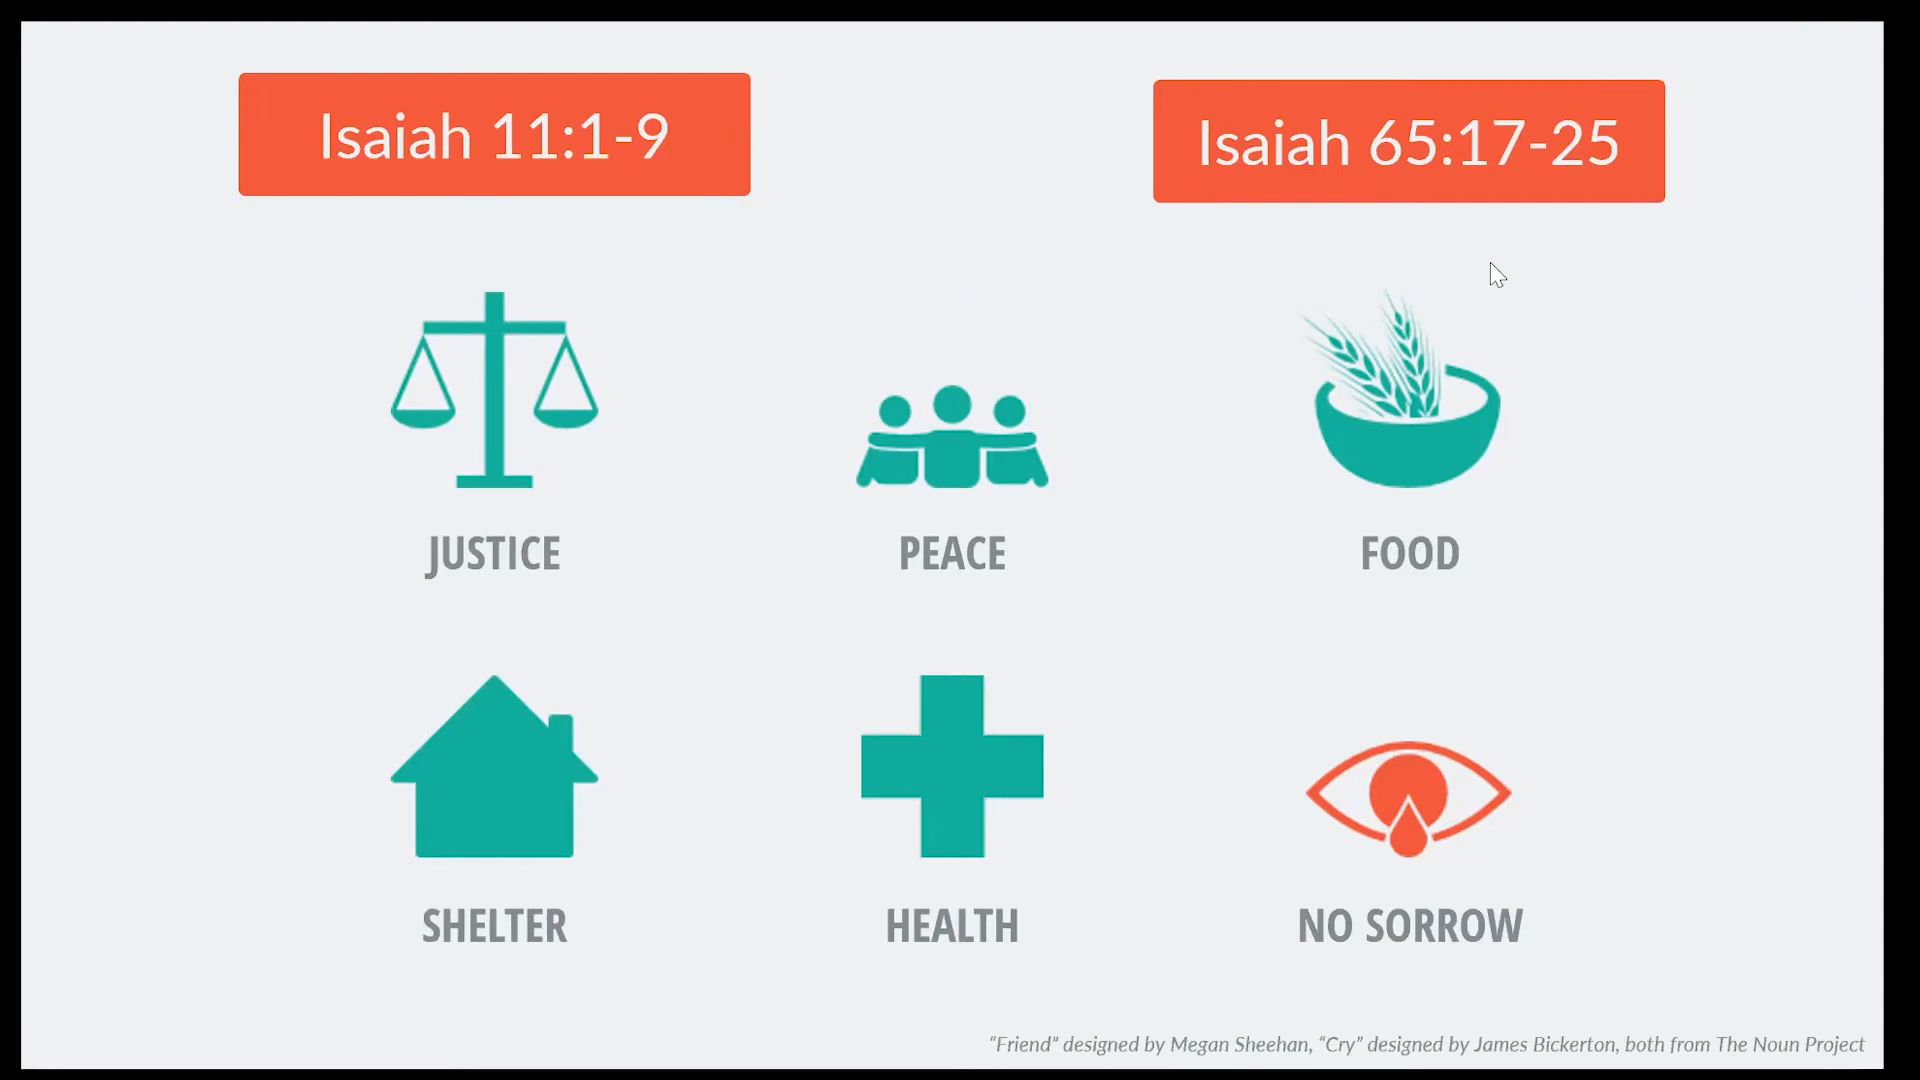 Isaiah 11:1-9
Isaiah 65:17-25
JUSTICE
PEACE
FOOD
SHELTER
HEALTH
NO SORROW
“Friend” designed by Megan Sheehan, “Cry” designed by James Bickerton, both from The Noun Project